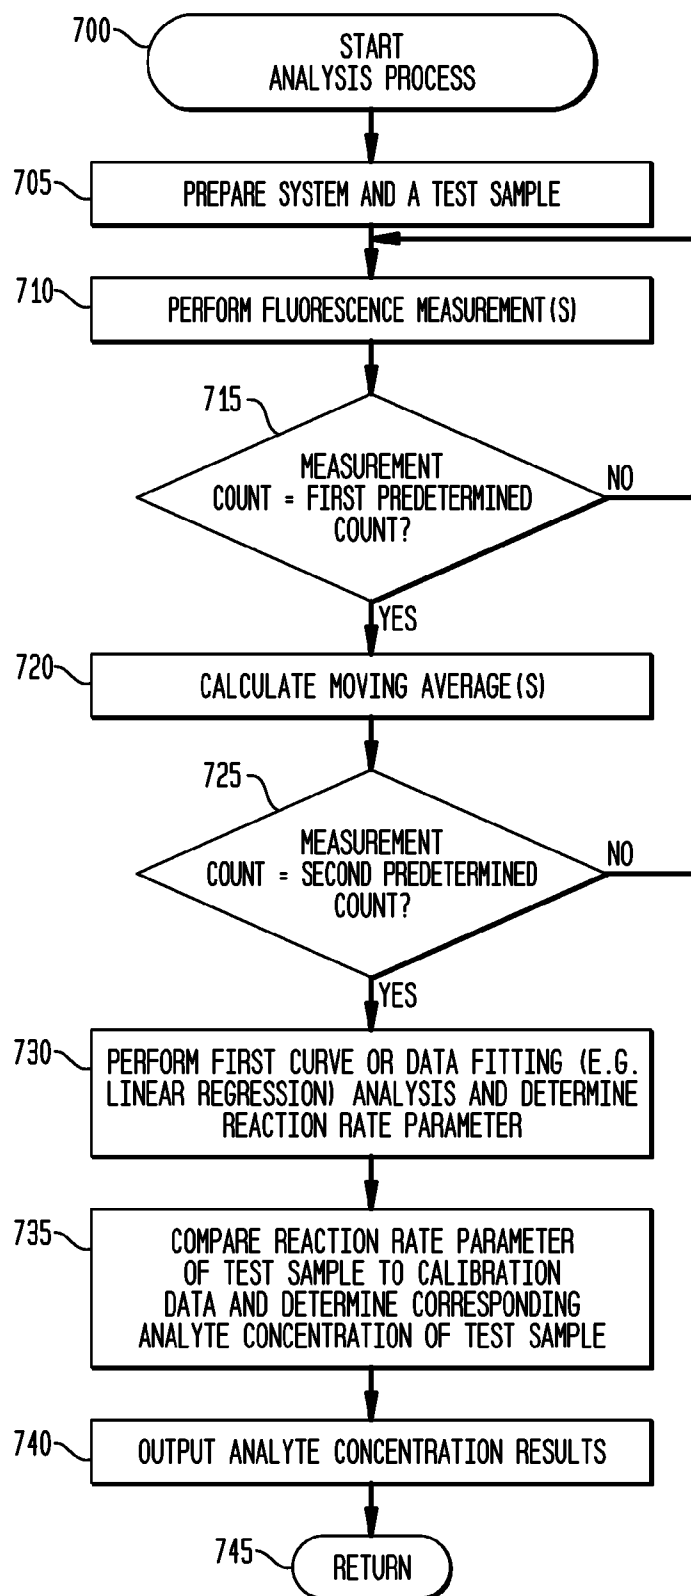 700
START
ANALYSIS PROCESS
705
PREPARE SYSTEM AND A TEST SAMPLE
710
PERFORM FLUORESCENCE MEASUREMENT(S)
715
MEASUREMENT
COUNT = FIRST PREDETERMINED
COUNT?
NO
YES
720
CALCULATE MOVING AVERAGE(S)
725
MEASUREMENT
COUNT = SECOND PREDETERMINED
COUNT?
NO
YES
730
PERFORM FIRST CURVE OR DATA FITTING (E.G.
LINEAR REGRESSION) ANALYSIS AND DETERMINE
REACTION RATE PARAMETER
735
COMPARE REACTION RATE PARAMETER
OF TEST SAMPLE TO CALIBRATION
DATA AND DETERMINE CORRESPONDING
ANALYTE CONCENTRATION OF TEST SAMPLE
740
OUTPUT ANALYTE CONCENTRATION RESULTS
745
RETURN